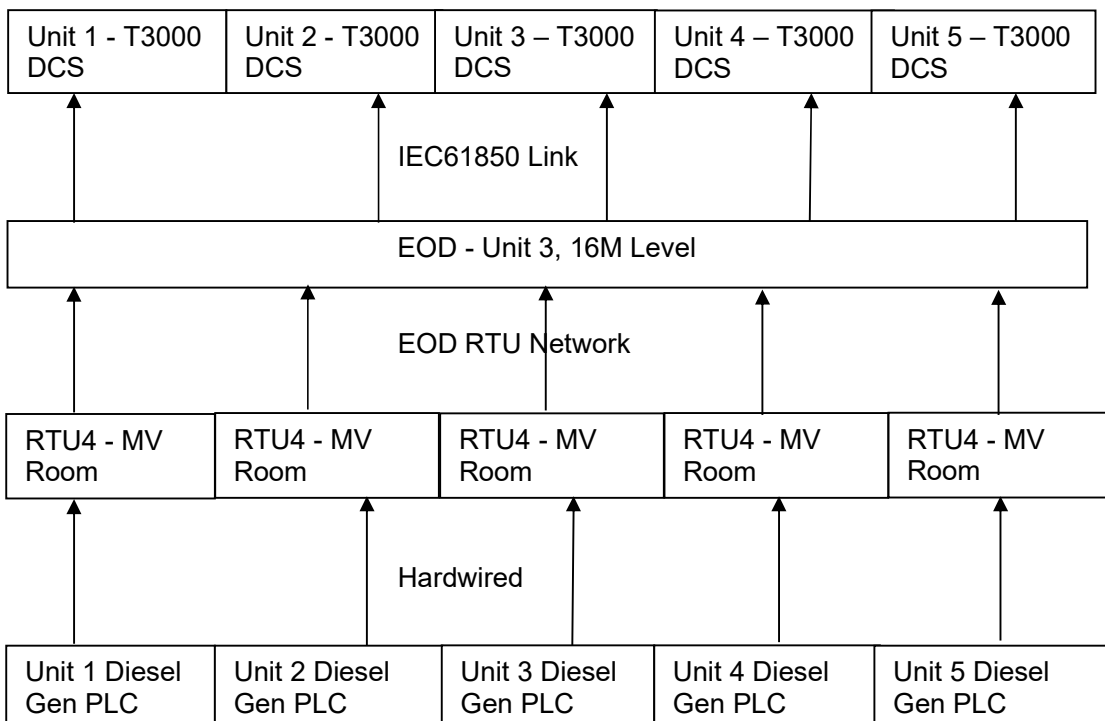 Unit 1 - T3000
DCS
Unit 2 - T3000
DCS
Unit 3 – T3000
DCS
Unit 4 – T3000
DCS
Unit 5 – T3000
DCS
IEC61850 Link
EOD - Unit 3, 16M Level
EOD RTU Network
RTU4 - MV
Room
RTU4 - MV
Room
RTU4 - MV
Room
RTU4 - MV
Room
RTU4 - MV
Room
Hardwired
Unit 1 Diesel
Gen PLC
Unit 2 Diesel
Gen PLC
Unit 3 Diesel
Gen PLC
Unit 4 Diesel
Gen PLC
Unit 5 Diesel
Gen PLC